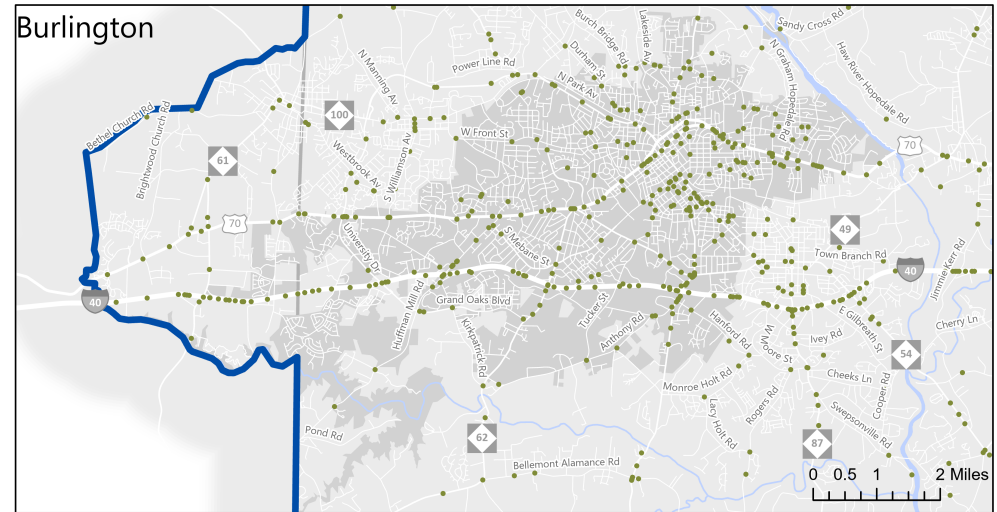 Burlington
Sandy Cross Rd
Burch Bridge Rd
Lakeside Av
N Graham Hopedale Rd
Haw River Hopedale Rd
Durham St
N Manning Av
Power Line Rd
N Park Av
Bethel Church Rd
Brightwood Church Rd
100
W Front St
70
61
Westbrook Av
S Williamson Av
70
49
University Dr
S Mebane St
Town Branch Rd
Jimmie Kerr Rd
40
40
Huffman Mill Rd
Grand Oaks Blvd
Tucker St
Anthony Rd
Kirkpatrick Rd
Hanford Rd
W Moore St
Ivey Rd
E Gilbreath St
Cherry Ln
54
Monroe Holt Rd
Cheeks Ln
Cooper Rd
Rogers Rd
Lacy Holt Rd
Swepsonville Rd
Pond Rd
62
87
Bellemont Alamance Rd
0 0.5 1 2 Miles